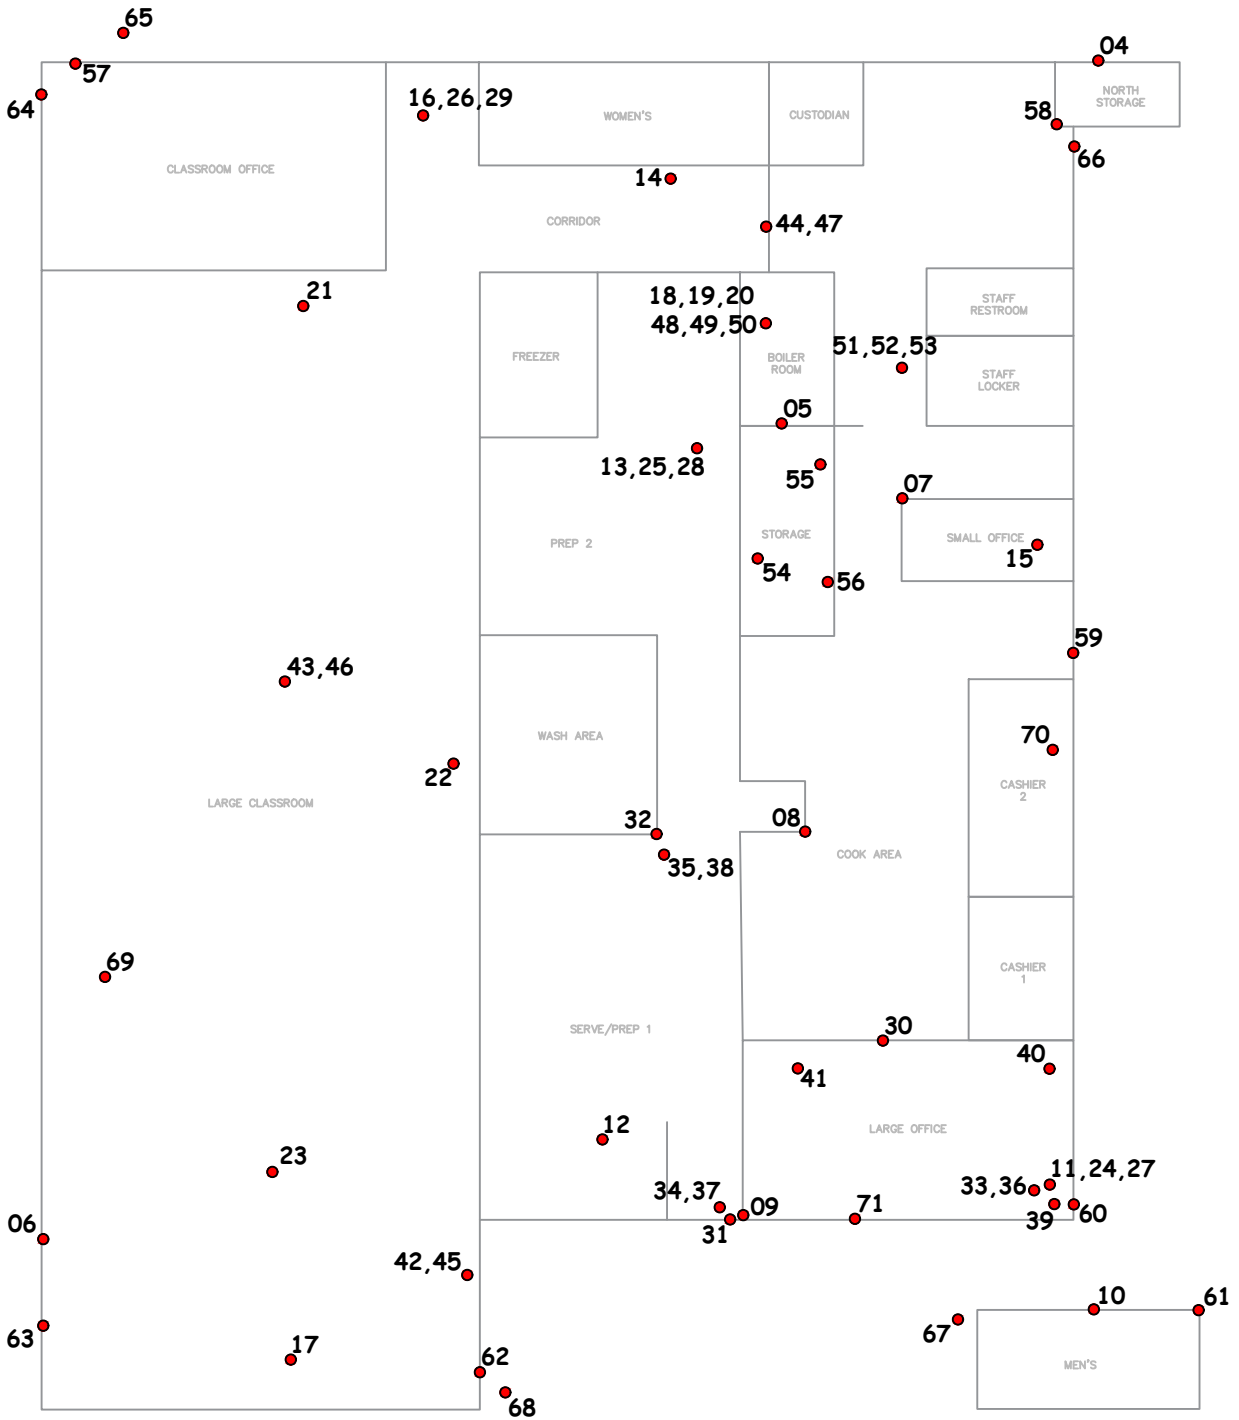 65
04
57
64
16,26,29
WOMEN'S
CUSTODIAN
58
NORTH
STORAGE
66
CLASSROOM OFFICE
14
CORRIDOR
44,47
21
18,19,20
48,49,50
STAFF
RESTROOM
FREEZER
BOILER
ROOM
51,52,53
STAFF
LOCKER
05
13,25,28
55
07
PREP 2
STORAGE
SMALL OFFICE
15
54
56
59
43,46
WASH AREA
70
22
CASHIER
2
LARGE CLASSROOM
32
08
35,38
COOK AREA
69
CASHIER
1
SERVE/PREP 1
30
41
40
12
LARGE OFFICE
23
11,24,27
33,36
34,37
09
71
39
60
31
06
42,45
10
61
63
67
17
62
MEN'S
68